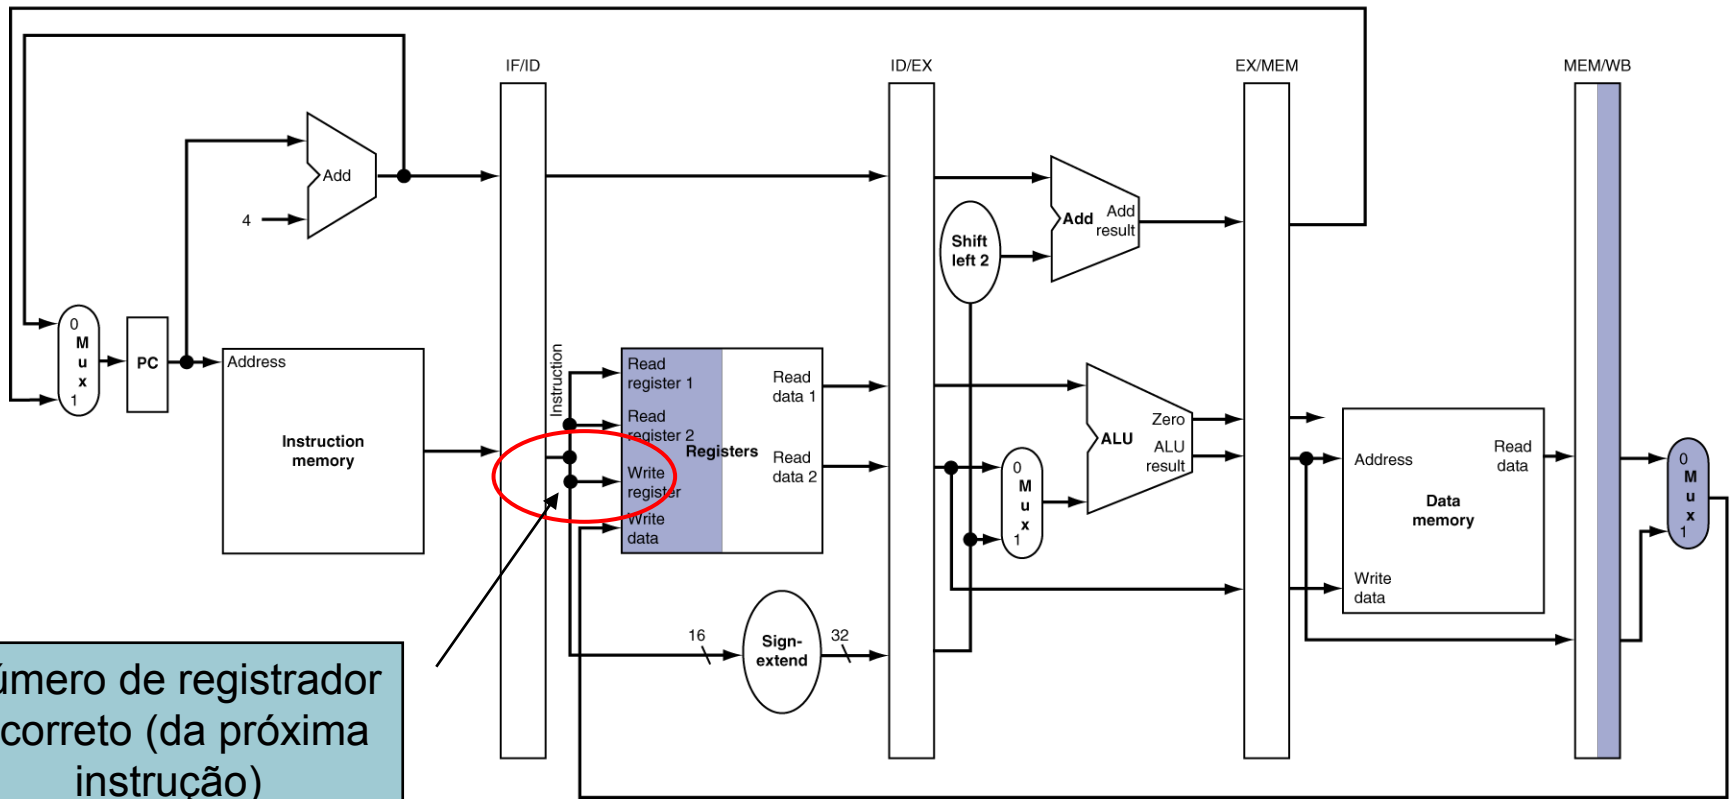 IF/ID
ID/EX
EX/MEM
MEM/WB
Add
4
Add
Add
result
Shift
left 2
0
M
u
x
1
PC
Address
Instruction
memory
Instruction
Read
register 1
Read
register 2
Write
register
Write
data
Registers
Read
data 1
Read
data 2
16
Sign-
extend
32
0
M
u
x
1
ALU
Zero
ALU
result
Address
Read
data
Data
memory
Write
data
0
M
u
x
1
úmero de registrador
correto (da próxima
instrução)